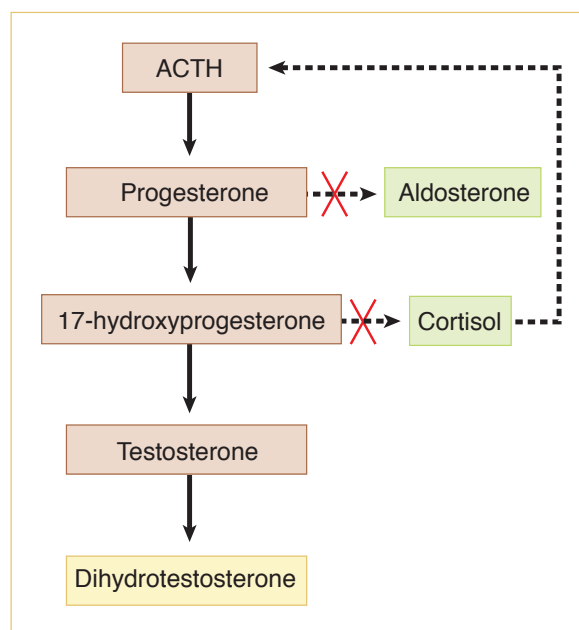 ACTH
Progesterone
Aldosterone
17-hydroxyprogesterone
Cortisol
Testosterone
Dihydrotestosterone